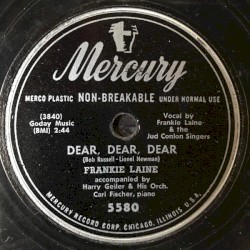 Mercury
MERCO PLASTIC NON-BREAKABLE UNDER NORMAL USE
(3840)
Goday Music
(BMI) 2:44
Vocal by
Frankie Laine
& the
Jud Conlon Singers
DEAR, DEAR, DEAR
(Bob Russell-Lionel Newman)
FRANKIE LAINE
accompanied by
Harry Geller & His Orch.
Carl Fischer, piano
5580
MERCURY RECORD CORP. CHICAGO, ILLINOIS U.S.A.